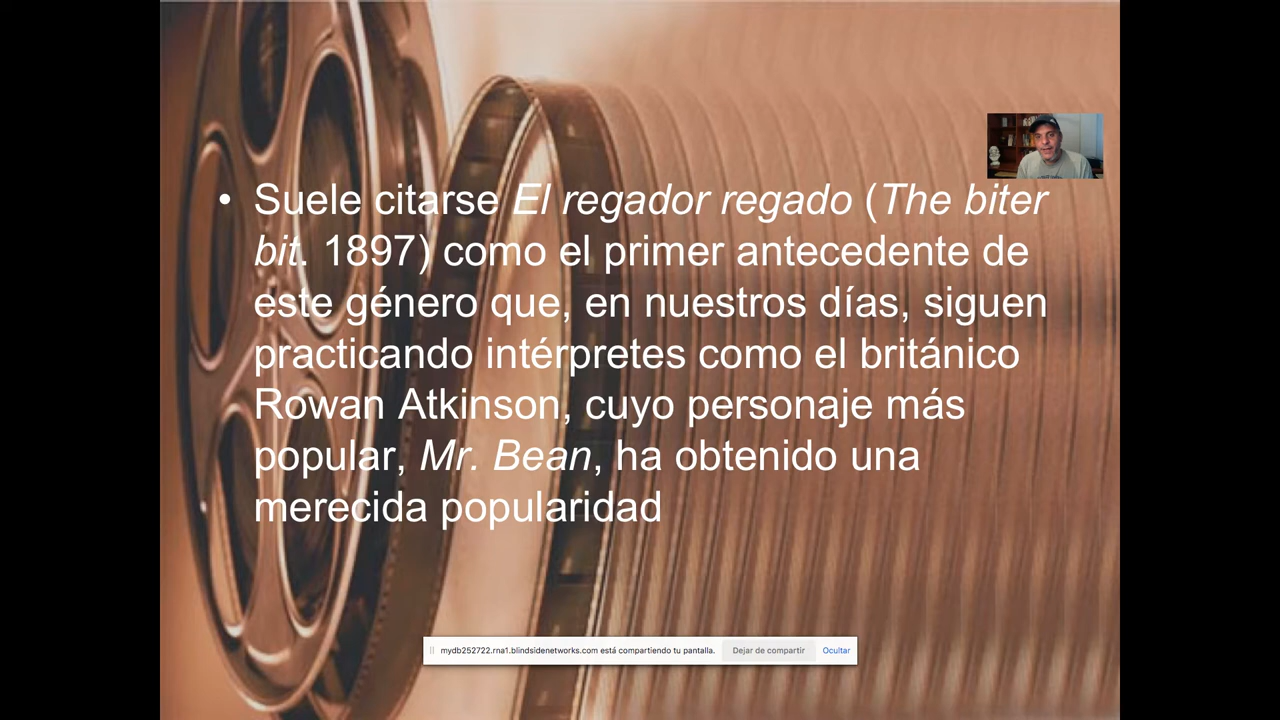 • Suele citarse El regador regado (The biter
bit. 1897) como el primer antecedente de
este género que, en nuestros días, siguen
practicando intérpretes como el británico
Rowan Atkinson, cuyo personaje más
popular, Mr. Bean, ha obtenido una
merecida popularidad
mydb252722.rna1.blindsidenetworks.com está compartiendo tu pantalla. Dejar de compartir Ocultar